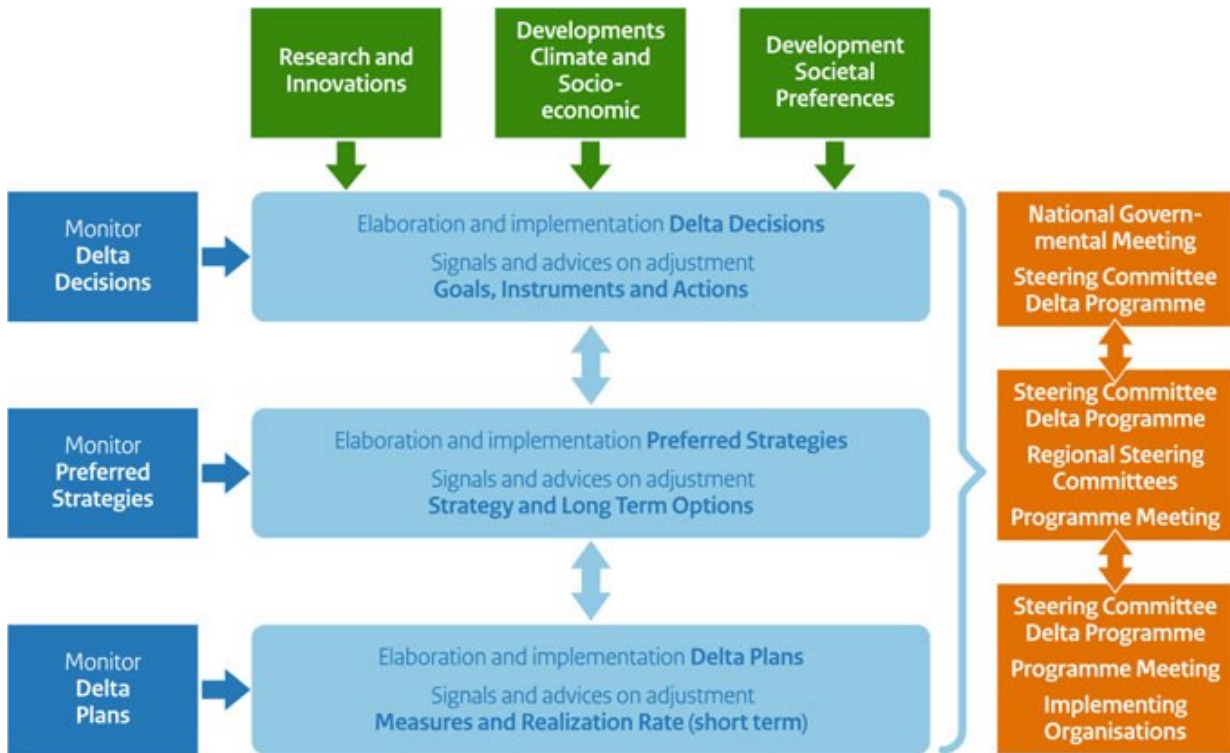 Research and
Innovations
Developments
Climate and
Socio-
economic
Development
Societal
Preferences
Monitor
Delta
Decisions
Elaboration and implementation Delta Decisions
Signals and advices on adjustment
Goals, Instruments and Actions
National Govern-
mental Meeting
Steering Committee
Delta Programme
Monitor
Preferred
Strategies
Elaboration and implementation Preferred Strategies
Signals and advices on adjustment
Strategy and Long Term Options
Steering Committee
Delta Programme
Regional Steering
Committees
Programme Meeting
Monitor
Delta
Plans
Elaboration and implementation Delta Plans
Signals and advices on adjustment
Measures and Realization Rate (short term)
Steering Committee
Delta Programme
Programme Meeting
Implementing
Organisations